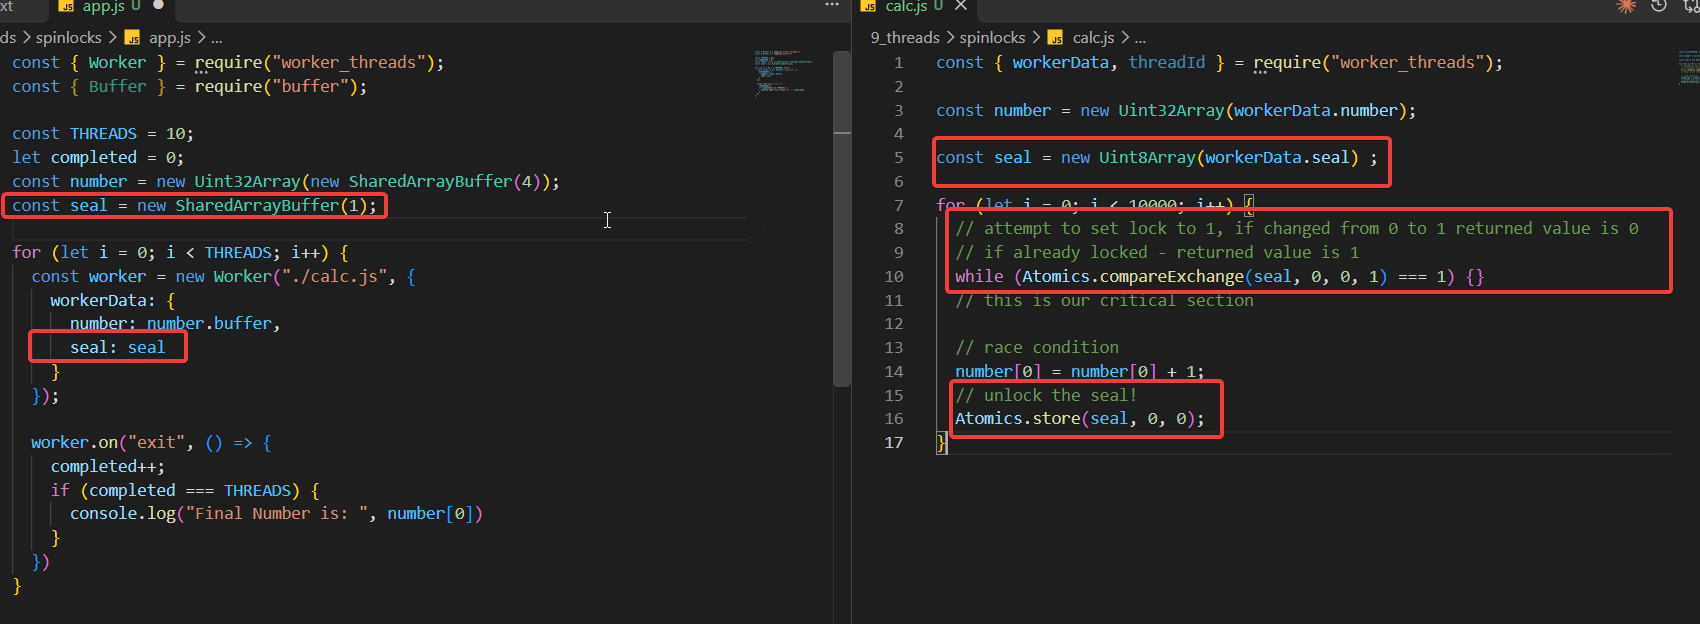 xt
JS app.js U
ds > spinlocks > JS app.js > ...
const { Worker } = require("worker_threads");
const { Buffer } = require("buffer");
const THREADS = 10;
let completed = 0;
const number = new Uint32Array(new SharedArrayBuffer(4));
const seal = new SharedArrayBuffer(1);
for (let i = 0; i < THREADS; i++) {
const worker = new Worker("./calc.js", {
workerData: {
number: number.buffer,
seal: seal
}
});
worker.on("exit", () => {
completed++;
if (completed === THREADS) {
console.log("Final Number is: ", number[0])
}
})
}
JS calc.js U
9_threads > spinlocks > JS calc.js > ...
1 const { workerData, threadId } = require("worker_threads");
2
3 const number = new Uint32Array(workerData.number);
4
5 const seal = new Uint8Array(workerData.seal) ;
6
7 for (let i = 0; i < 10000; i++) {
8 // attempt to set lock to 1, if changed from 0 to 1 returned value is 0
9 // if already locked - returned value is 1
10 while (Atomics.compareExchange(seal, 0, 0, 1) === 1) {}
11 // this is our critical section
12
13 // race condition
14 number[0] = number[0] + 1;
15 // unlock the seal!
16 Atomics.store(seal, 0, 0);
17 }